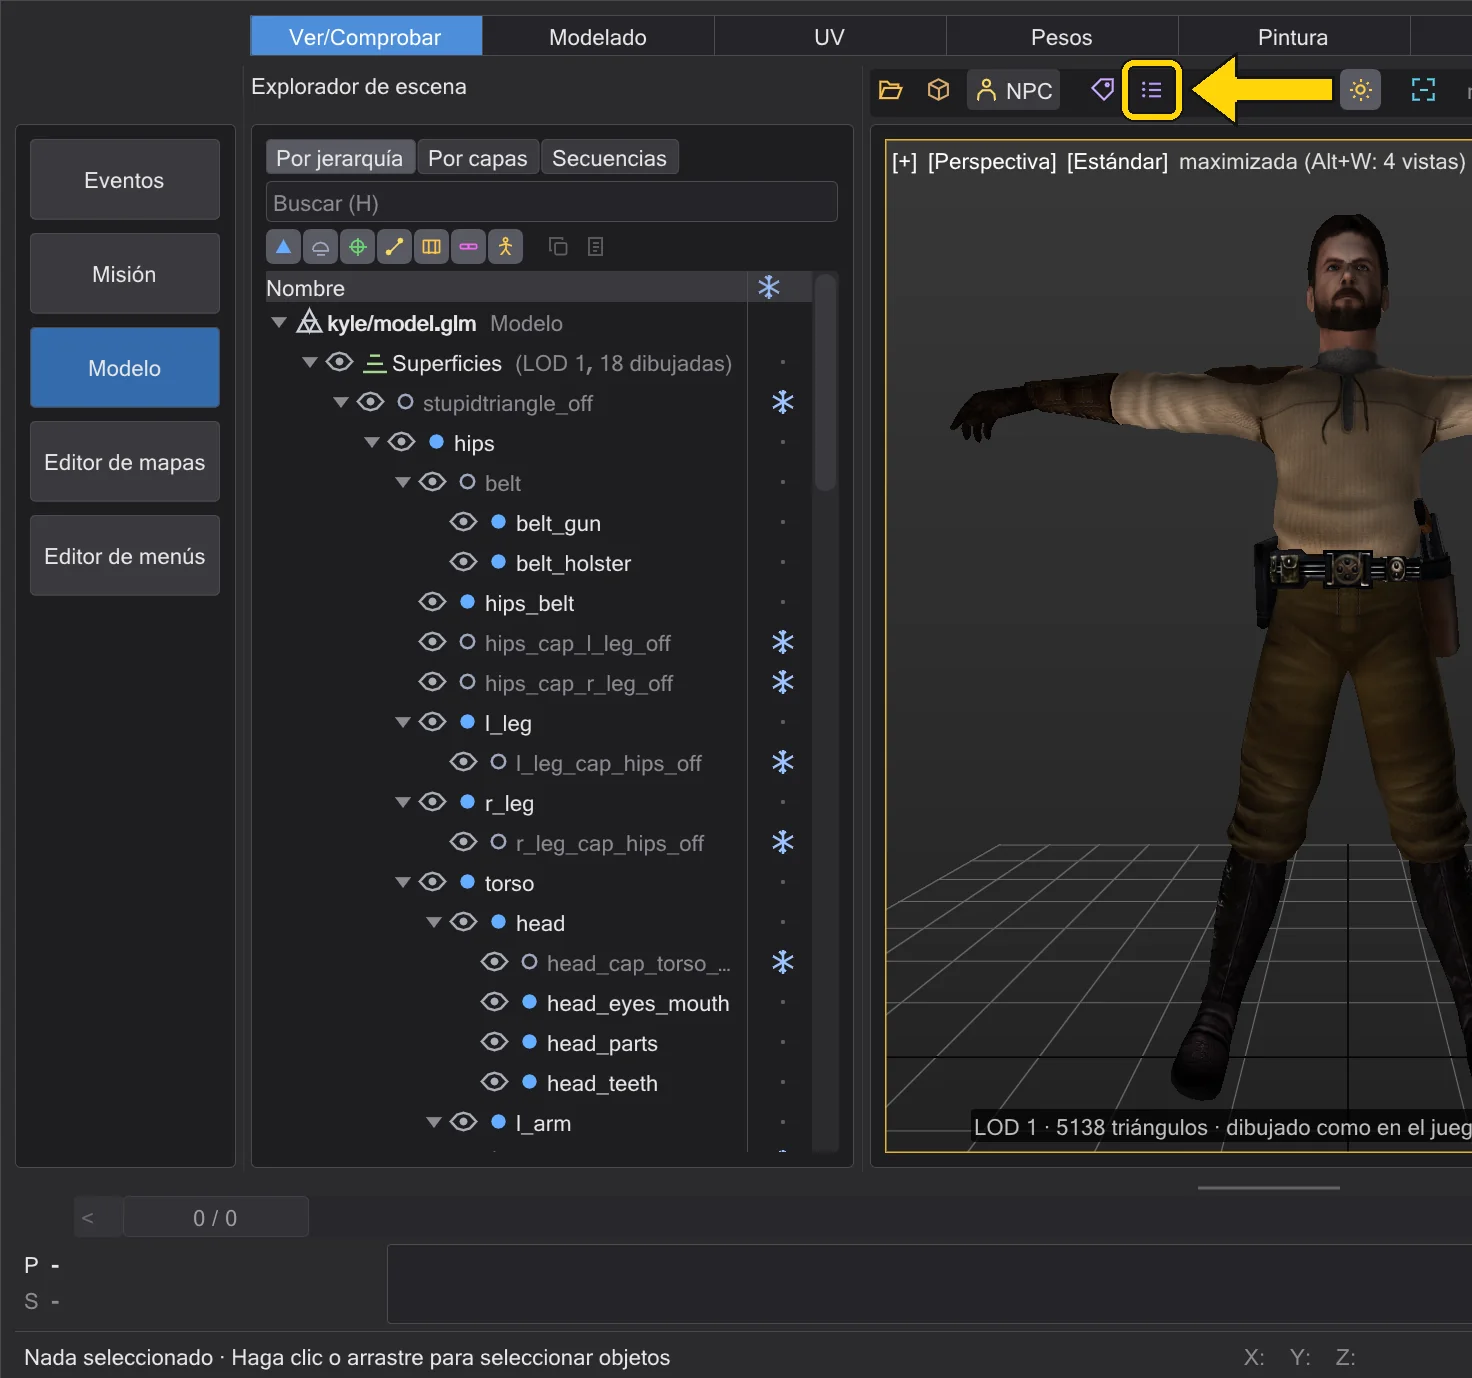 Ver/Comprobar
Modelado
UV
Pesos
Pintura
Explorador de escena
NPC
Eventos
Misión
Modelo
Editor de mapas
Editor de menús
Por jerarquía
Por capas
Secuencias
Buscar (H)
Nombre
kyle/model.glm Modelo
Superficies (LOD 1, 18 dibujadas)
stupidtriangle_off
hips
belt
belt_gun
belt_holster
hips_belt
hips_cap_l_leg_off
hips_cap_r_leg_off
l_leg
l_leg_cap_hips_off
r_leg
r_leg_cap_hips_off
torso
head
head_cap_torso_...
head_eyes_mouth
head_parts
head_teeth
l_arm
[+] [Perspectiva] [Estándar] maximizada (Alt+W: 4 vistas)
LOD 1 · 5138 triángulos · dibujado como en el jueg
< 0 / 0
P -
S -
Nada seleccionado · Haga clic o arrastre para seleccionar objetos
X: Y: Z: